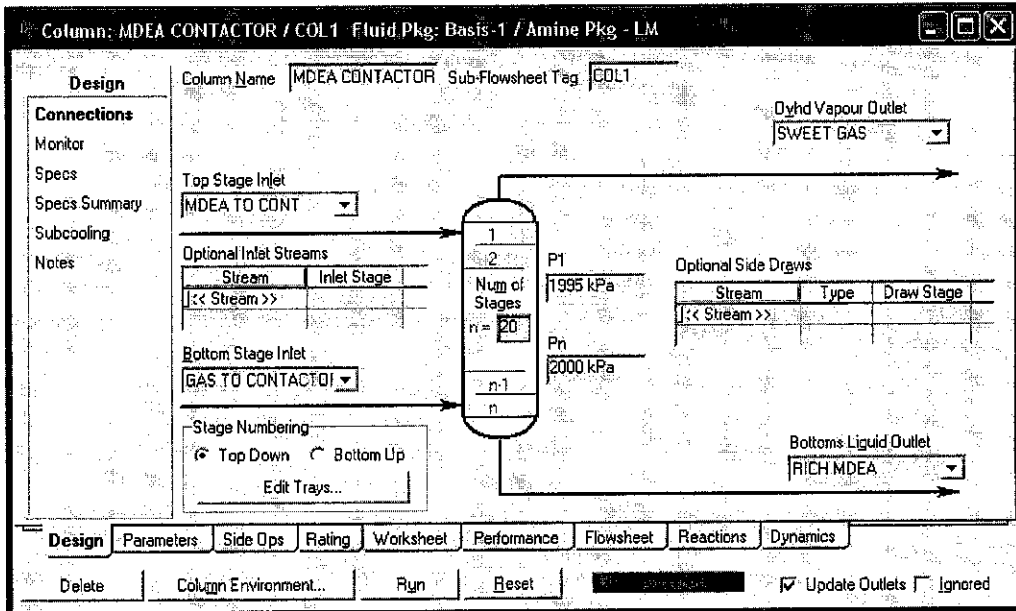 Column: MDEA CONTACTOR / COL1 Fluid Pkg: Basis-1 / Amine Pkg - LM
Design
Connections
Monitor
Specs
Specs Summary
Subcooling
Notes
Column Name MDEA CONTACTOR Sub-Flowsheet Tag COL1
Ovhd Vapour Outlet
SWEET GAS
Top Stage Inlet
MDEA TO CONT
Optional Inlet Streams
Stream Inlet Stage
<< Stream >>
Bottom Stage Inlet
GAS TO CONTACTOI
Stage Numbering
Top Down Bottom Up
Edit Trays...
1
2
Num of
Stages
n = 20
n-1
n
P1
1995 kPa
Pn
2000 kPa
Optional Side Draws
Stream Type Draw Stage
<< Stream >>
Bottoms Liquid Outlet
RICH MDEA
Design Parameters Side Ops Rating Worksheet Performance Flowsheet Reactions Dynamics
Delete Column Environment... Run Reset Update Outlets Ignored